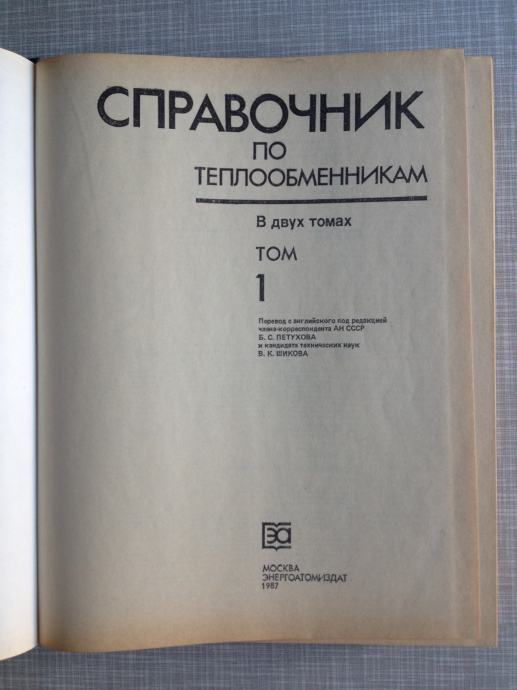 СПРАВОЧНИК
ПО
ТЕПЛООБМЕННИКАМ
В двух томах
ТОМ
1
Перевод с английского под редакцией
члена-корреспондента АН СССР
Б. С. ПЕТУХОВА
и кандидата технических наук
В. К. ШИКОВА
ЭА
МОСКВА
ЭНЕРГОАТОМИЗДАТ
1987